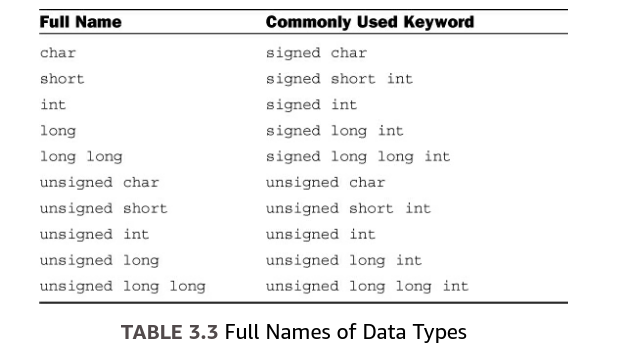 Full Name Commonly Used Keyword
char signed char
short signed short int
int signed int
long signed long int
long long signed long long int
unsigned char unsigned char
unsigned short unsigned short int
unsigned int unsigned int
unsigned long unsigned long int
unsigned long long unsigned long long int
TABLE 3.3 Full Names of Data Types